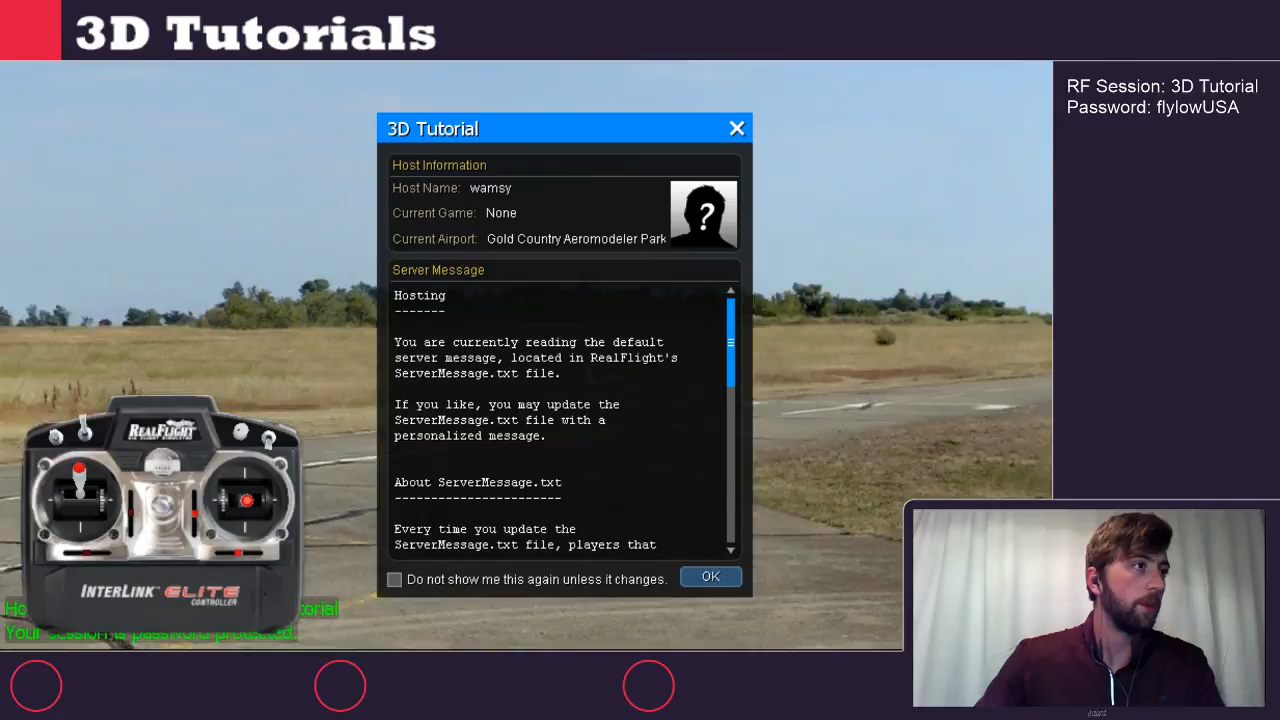 3D Tutorials
RF Session: 3D Tutorial
Password: flylowUSA
3D Tutorial
Host Information
Host Name: wamsy
Current Game: None
Current Airport: Gold Country Aeromodeler Park
Server Message
Hosting
-------
You are currently reading the default
server message, located in RealFlight's
ServerMessage.txt file.
If you like, you may update the
ServerMessage.txt file with a
personalized message.
About ServerMessage.txt
-----------------------
Every time you update the
ServerMessage.txt file, players that
Do not show me this again unless it changes.
OK
REALFLIGHT
INTERLINK ELITE
CONTROLLER
Your session is password protected.